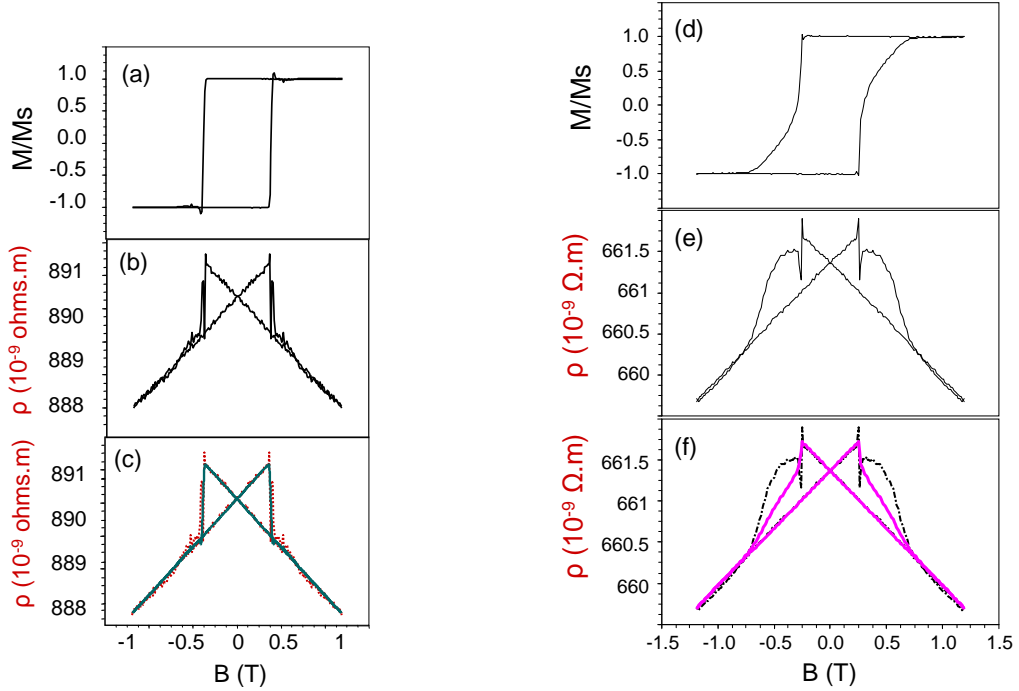 (a)
M/Ms
1.0
0.5
0.0
-0.5
-1.0
(b)
ρ (10⁻⁹ ohms.m)
891
890
889
888
(c)
ρ (10⁻⁹ ohms.m)
891
890
889
888
-1 -0.5 0 0.5 1
B (T)
(d)
M/Ms
1.0
0.5
0.0
-0.5
-1.0
(e)
ρ (10⁻⁹ Ω.m)
661.5
661
660.5
660
(f)
ρ (10⁻⁹ Ω.m)
661.5
661
660.5
660
-1.5 -1.0 -0.5 0.0 0.5 1.0 1.5
B (T)